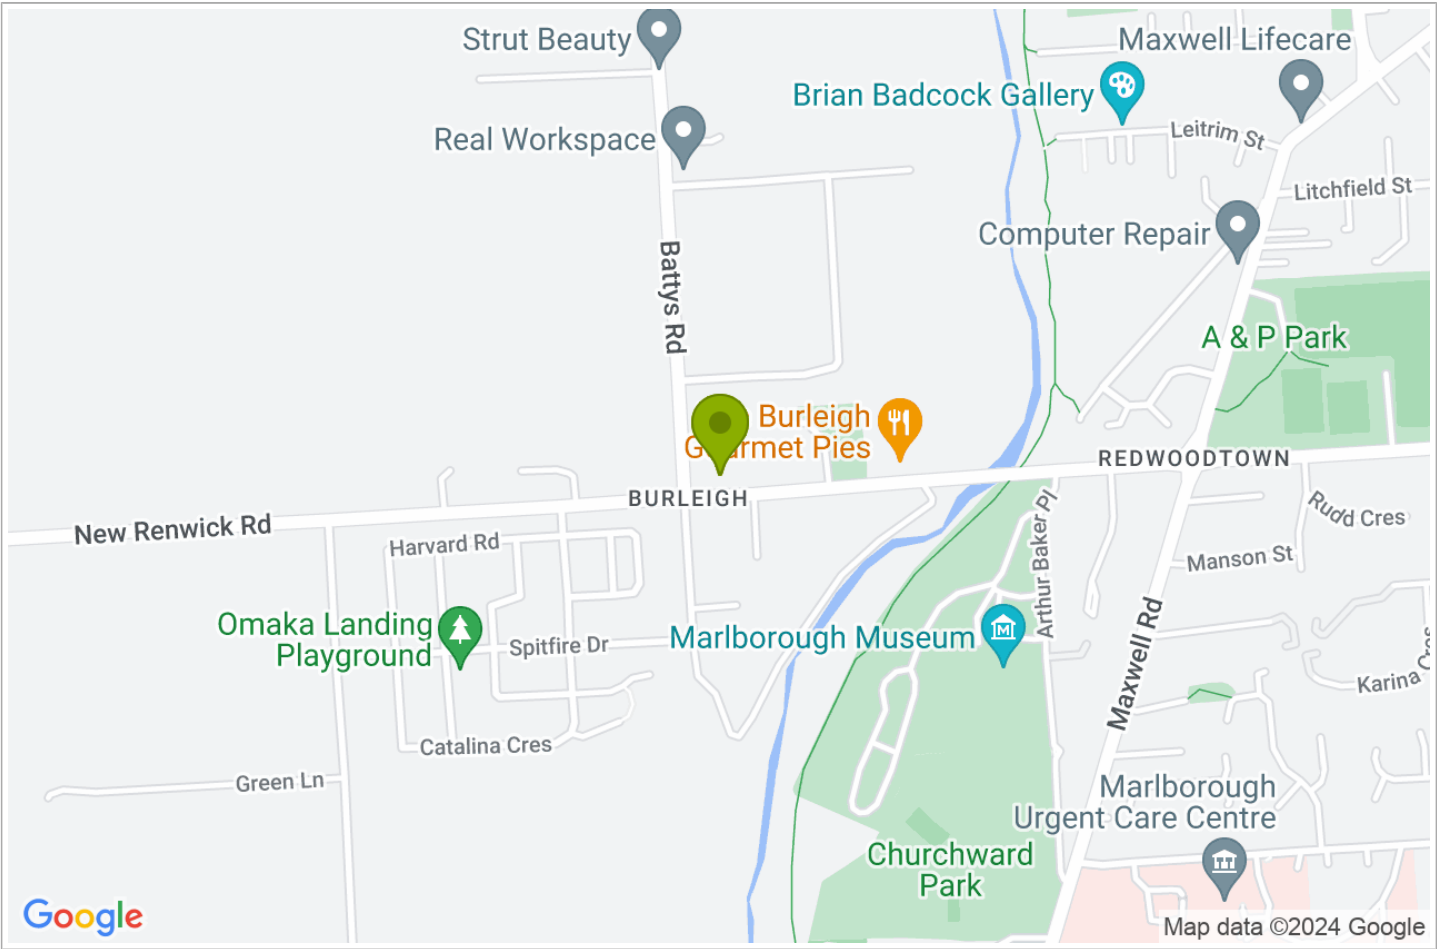 Strut Beauty
Maxwell Lifecare
Brian Badcock Gallery
Real Workspace
Leitrim St
Litchfield St
Computer Repair
Battys Rd
A & P Park
Burleigh
Gourmet Pies
REDWOODTOWN
BURLEIGH
New Renwick Rd
Harvard Rd
Arthur Baker Pl
Rudd Cres
Manson St
Omaka Landing
Playground
Spitfire Dr
Marlborough Museum
Maxwell Rd
Karina Cres
Catalina Cres
Green Ln
Marlborough
Urgent Care Centre
Churchward
Park
Google
Map data ©2024 Google